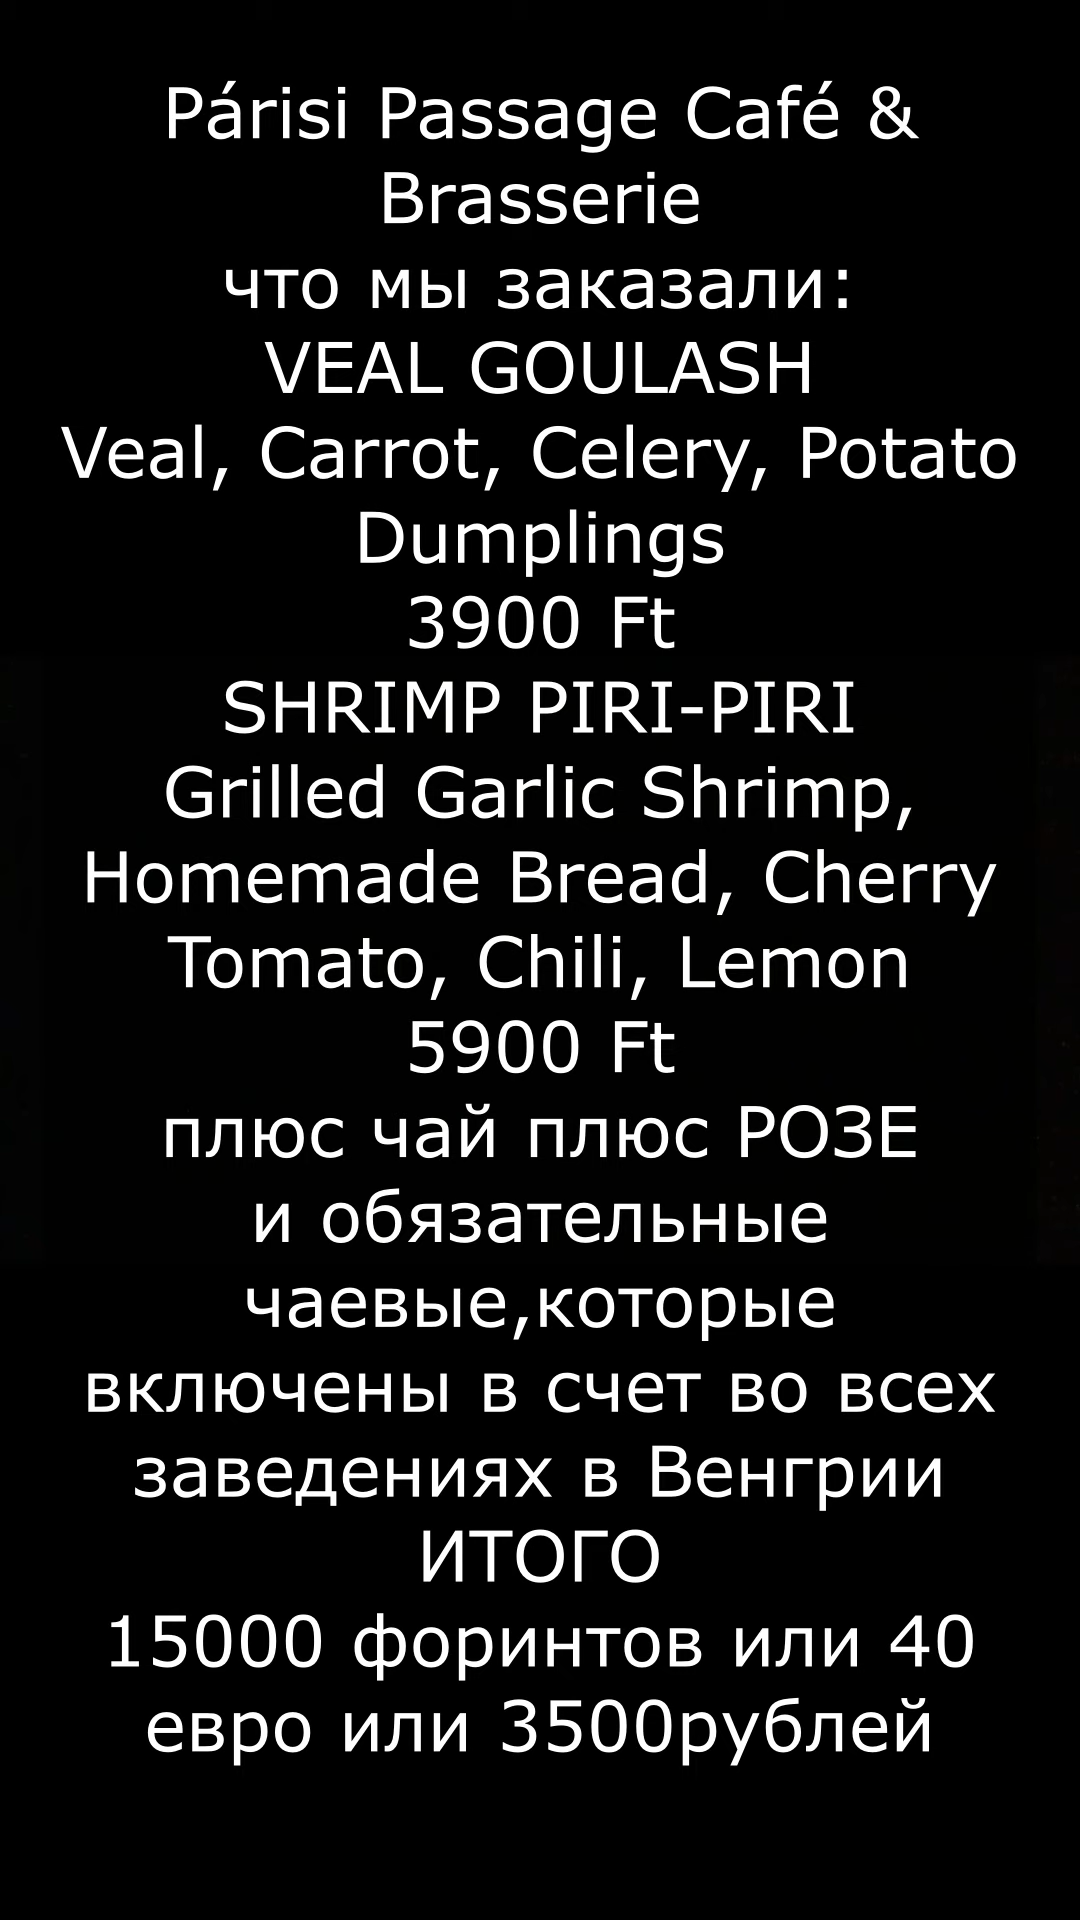 Párisi Passage Café &
Brasserie
что мы заказали:
VEAL GOULASH
Veal, Carrot, Celery, Potato
Dumplings
3900 Ft
SHRIMP PIRI-PIRI
Grilled Garlic Shrimp,
Homemade Bread, Cherry
Tomato, Chili, Lemon
5900 Ft
плюс чай плюс РОЗЕ
и обязательные
чаевые,которые
включены в счет во всех
заведениях в Венгрии
ИТОГО
15000 форинтов или 40
евро или 3500рублей